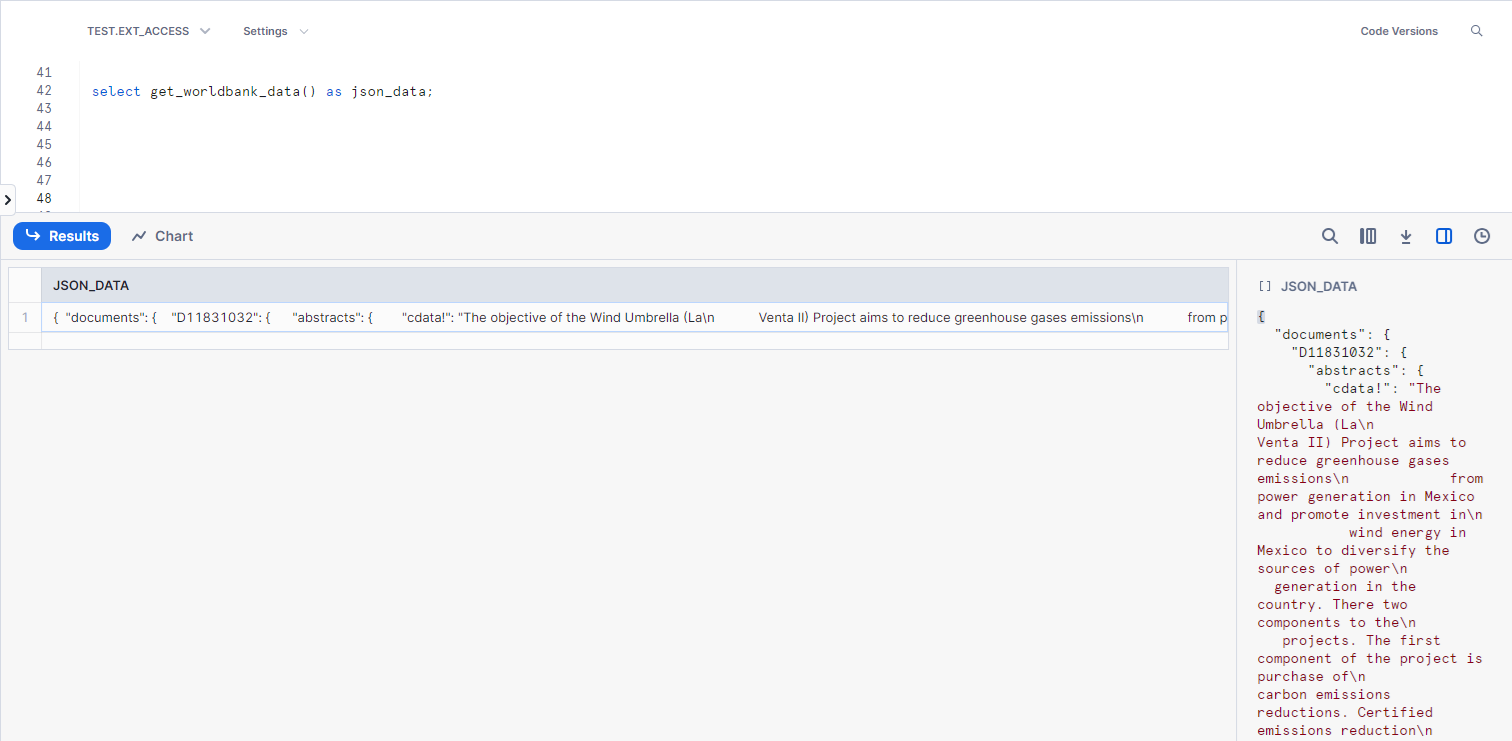 TEST.EXT_ACCESS Settings Code Versions
41
42 select get_worldbank_data() as json_data;
43
44
45
46
47
48
Results Chart
JSON_DATA
1 { "documents": { "D11831032": { "abstracts": { "cdata!": "The objective of the Wind Umbrella (La\n Venta II) Project aims to reduce greenhouse gases emissions\n from p
[ ] JSON_DATA
{
"documents": {
"D11831032": {
"abstracts": {
"cdata!": "The
objective of the Wind
Umbrella (La\n
Venta II) Project aims to
reduce greenhouse gases
emissions\n from
power generation in Mexico
and promote investment in\n
wind energy in
Mexico to diversify the
sources of power\n
generation in the
country. There two
components to the\n
projects. The first
component of the project is
purchase of\n
carbon emissions
reductions. Certified
emissions reduction\n